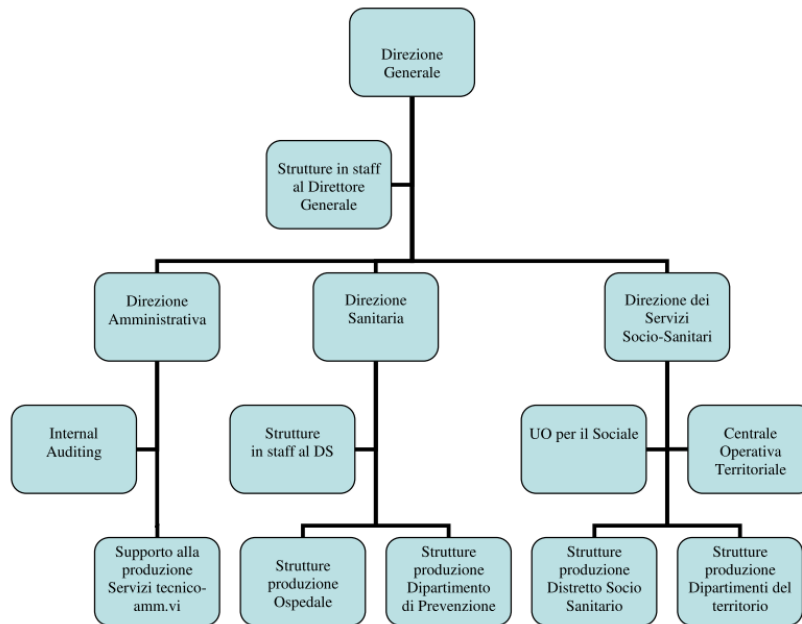 Direzione
Generale
Strutture in staff
al Direttore
Generale
Direzione
Amministrativa
Direzione
Sanitaria
Direzione dei
Servizi
Socio-Sanitari
Internal
Auditing
Strutture
in staff al DS
UO per il Sociale
Centrale
Operativa
Territoriale
Supporto alla
produzione
Servizi tecnico-
amm.vi
Strutture
produzione
Ospedale
Strutture
produzione
Dipartimento
di Prevenzione
Strutture
produzione
Distretto Socio
Sanitario
Strutture
produzione
Dipartimenti del
territorio